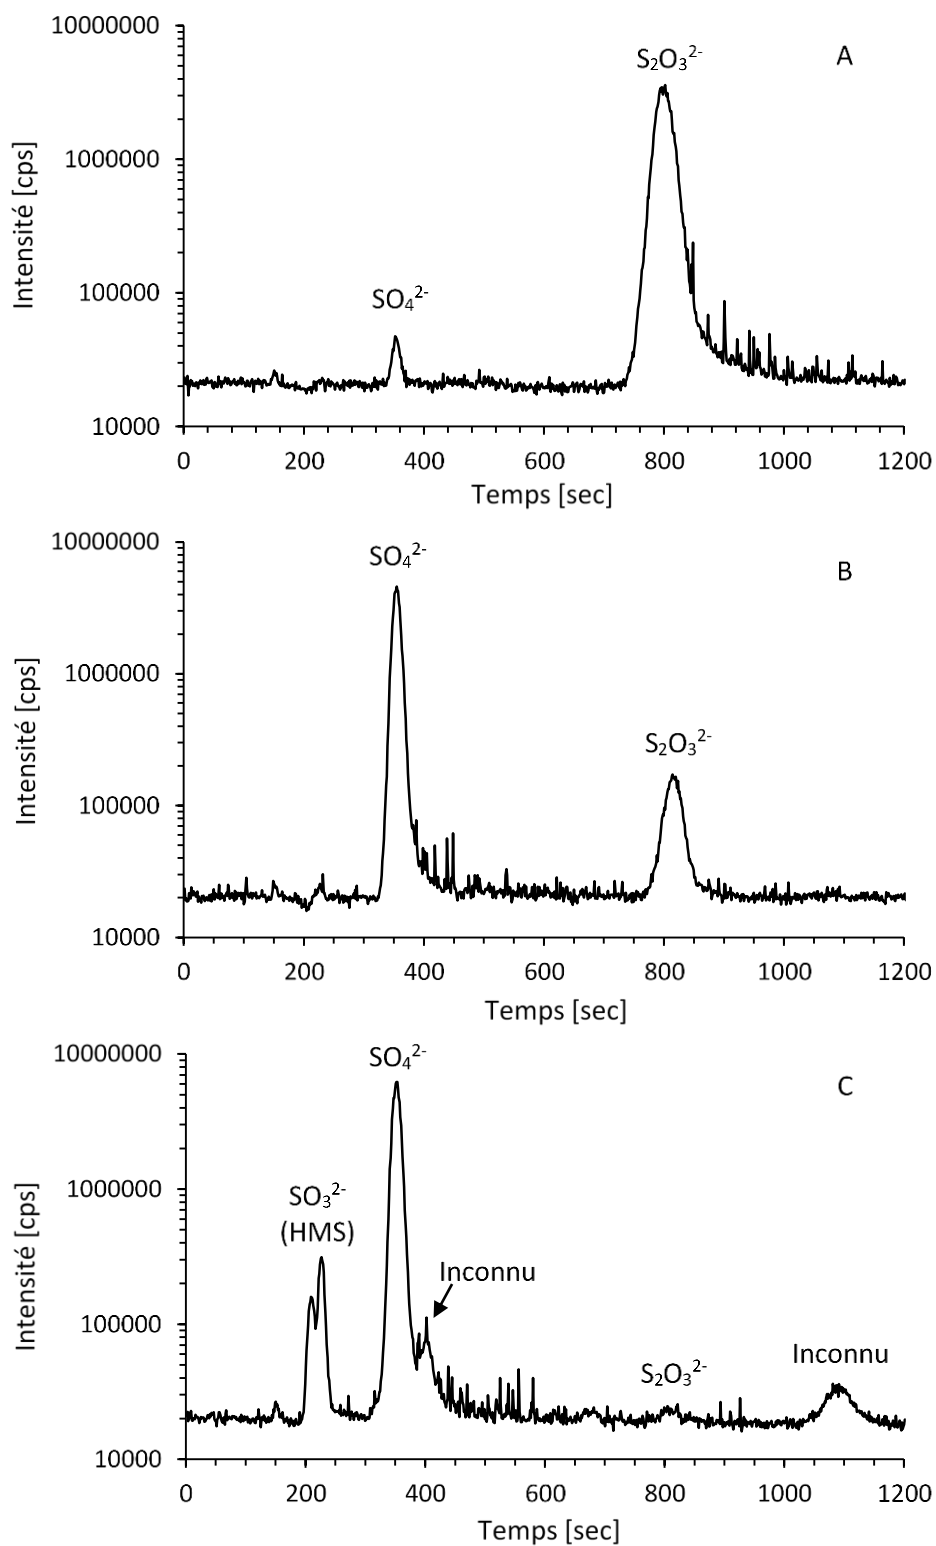 10000000
S₂O₃²⁻
A
1000000
Intensité [cps]
SO₄²⁻
100000
10000
0 200 400 600 800 1000 1200
Temps [sec]
10000000
SO₄²⁻
B
1000000
Intensité [cps]
S₂O₃²⁻
100000
10000
0 200 400 600 800 1000 1200
Temps [sec]
10000000
SO₄²⁻
C
1000000
SO₃²⁻
(HMS)
Intensité [cps]
Inconnu
100000
Inconnu
S₂O₃²⁻
10000
0 200 400 600 800 1000 1200
Temps [sec]